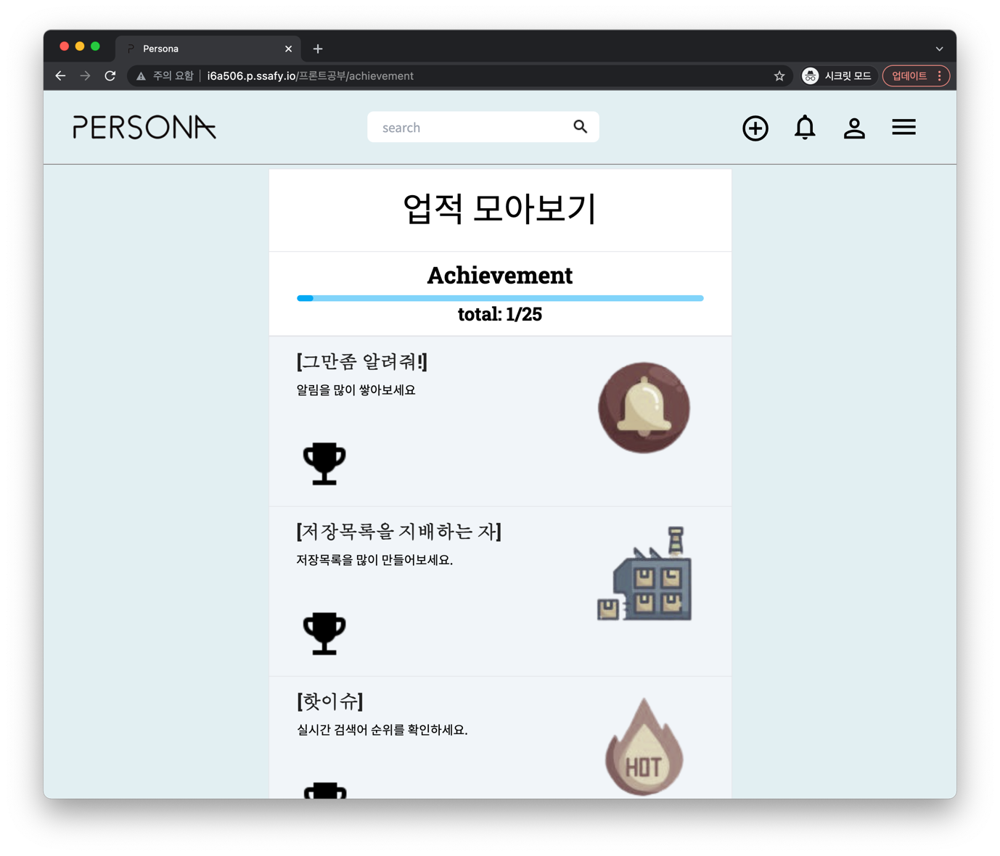 Persona
주의 요함
i6a506.p.ssafy.io/프론트공부/achievement
시크릿 모드
업데이트
PERSONA
search
업적 모아보기
Achievement
total: 1/25
[그만좀 알려줘!]
알림을 많이 쌓아보세요
[저장목록을 지배하는 자]
저장목록을 많이 만들어보세요.
[핫이슈]
실시간 검색어 순위를 확인하세요.
HOT